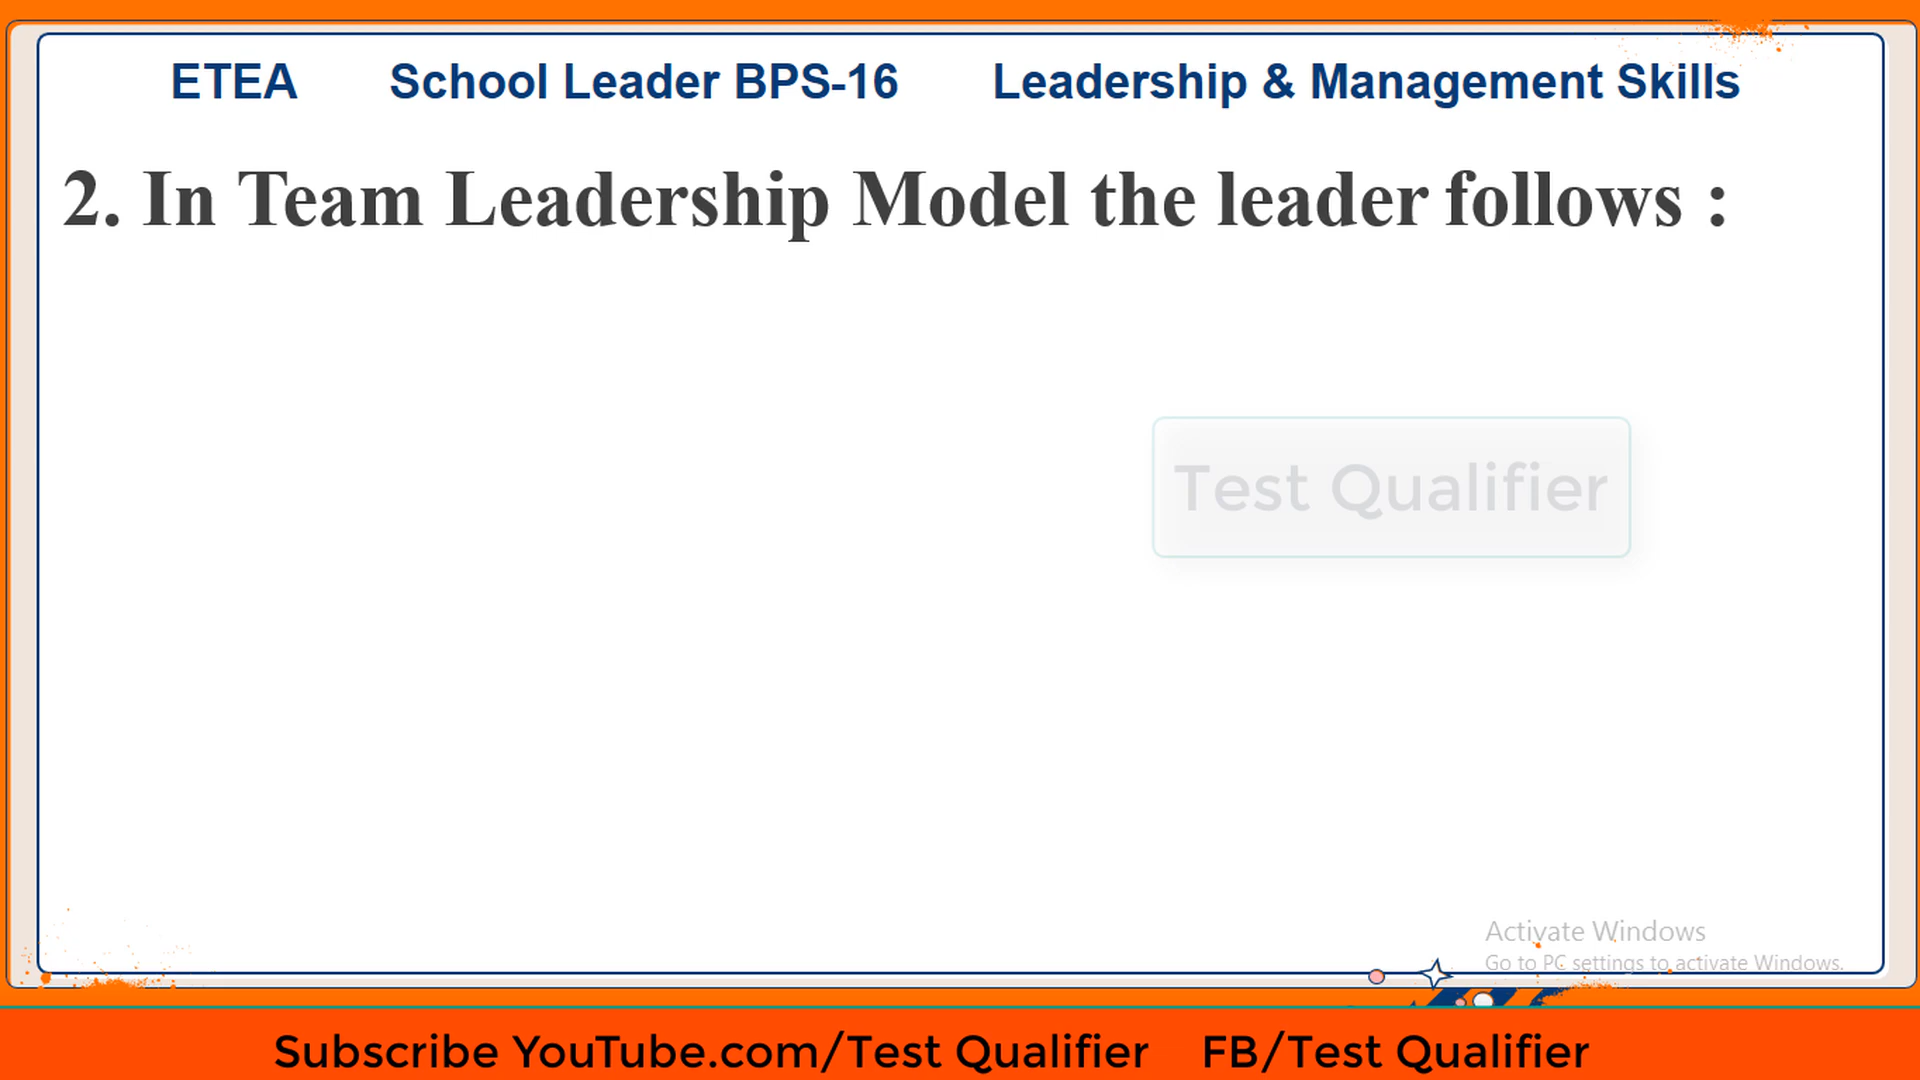 ETEA School Leader BPS-16 Leadership & Management Skills
2. In Team Leadership Model the leader follows :
Test Qualifier
Activate Windows
Go to PC settings to activate Windows.
Subscribe YouTube.com/Test Qualifier FB/Test Qualifier